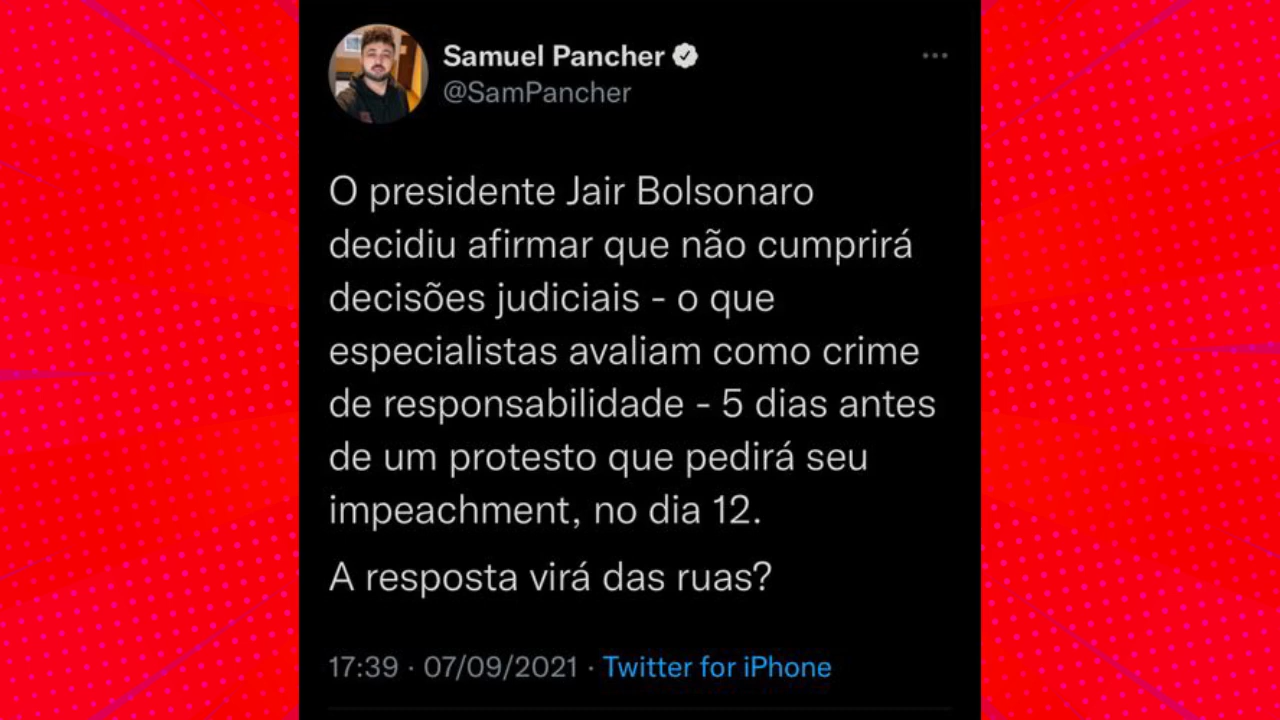 Samuel Pancher
@SamPancher
O presidente Jair Bolsonaro
decidiu afirmar que não cumprirá
decisões judiciais - o que
especialistas avaliam como crime
de responsabilidade - 5 dias antes
de um protesto que pedirá seu
impeachment, no dia 12.
A resposta virá das ruas?
17:39 · 07/09/2021 · Twitter for iPhone